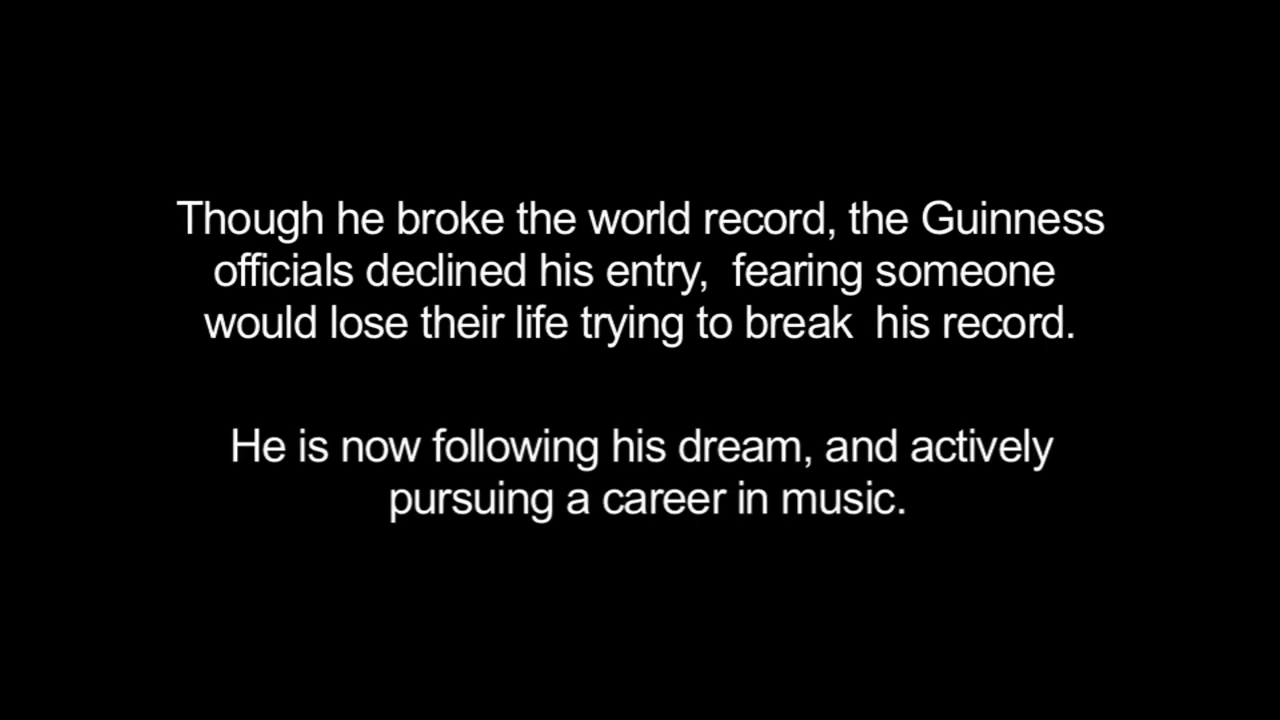 Though he broke the world record, the Guinness
officials declined his entry,  fearing someone
would lose their life trying to break  his record.
He is now following his dream, and actively
pursuing a career in music.